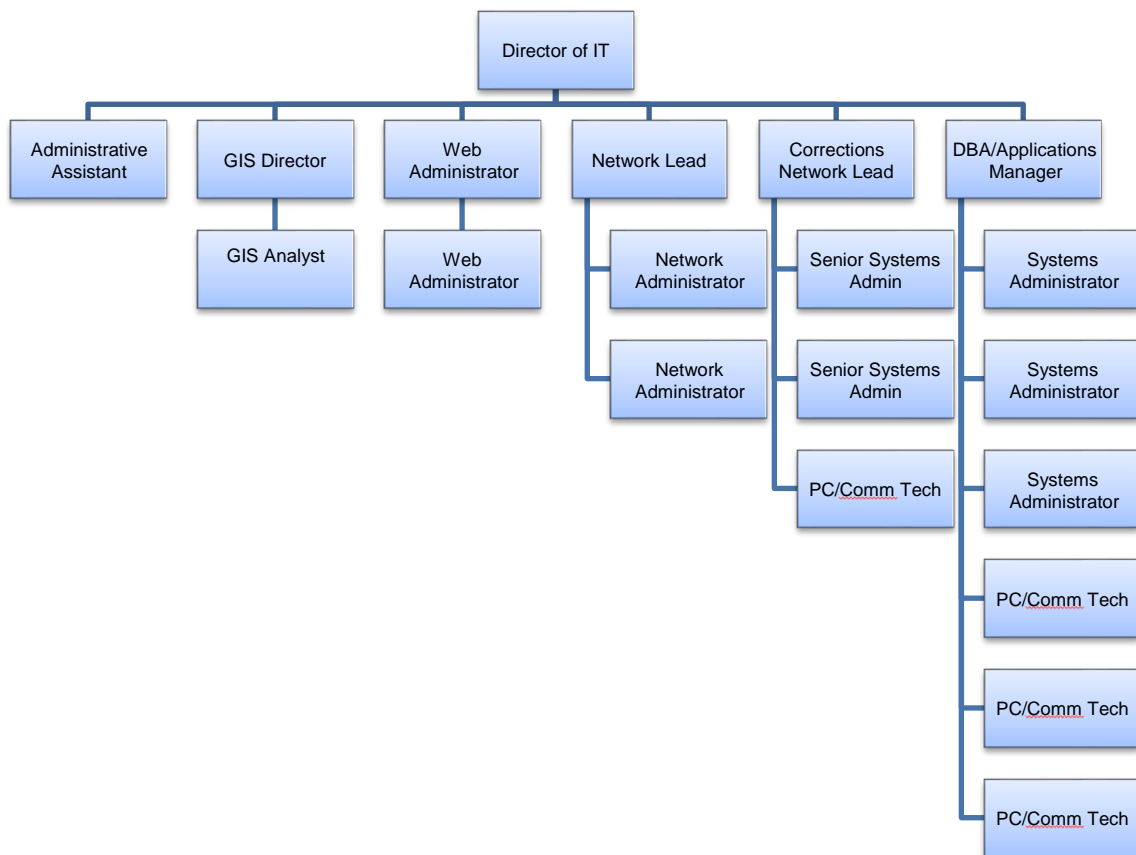 Director of IT
Administrative
Assistant
GIS Director
Web
Administrator
Network Lead
Corrections
Network Lead
DBA/Applications
Manager
GIS Analyst
Web
Administrator
Network
Administrator
Senior Systems
Admin
Systems
Administrator
Network
Administrator
Senior Systems
Admin
Systems
Administrator
PC/Comm Tech
Systems
Administrator
PC/Comm Tech
PC/Comm Tech
PC/Comm Tech